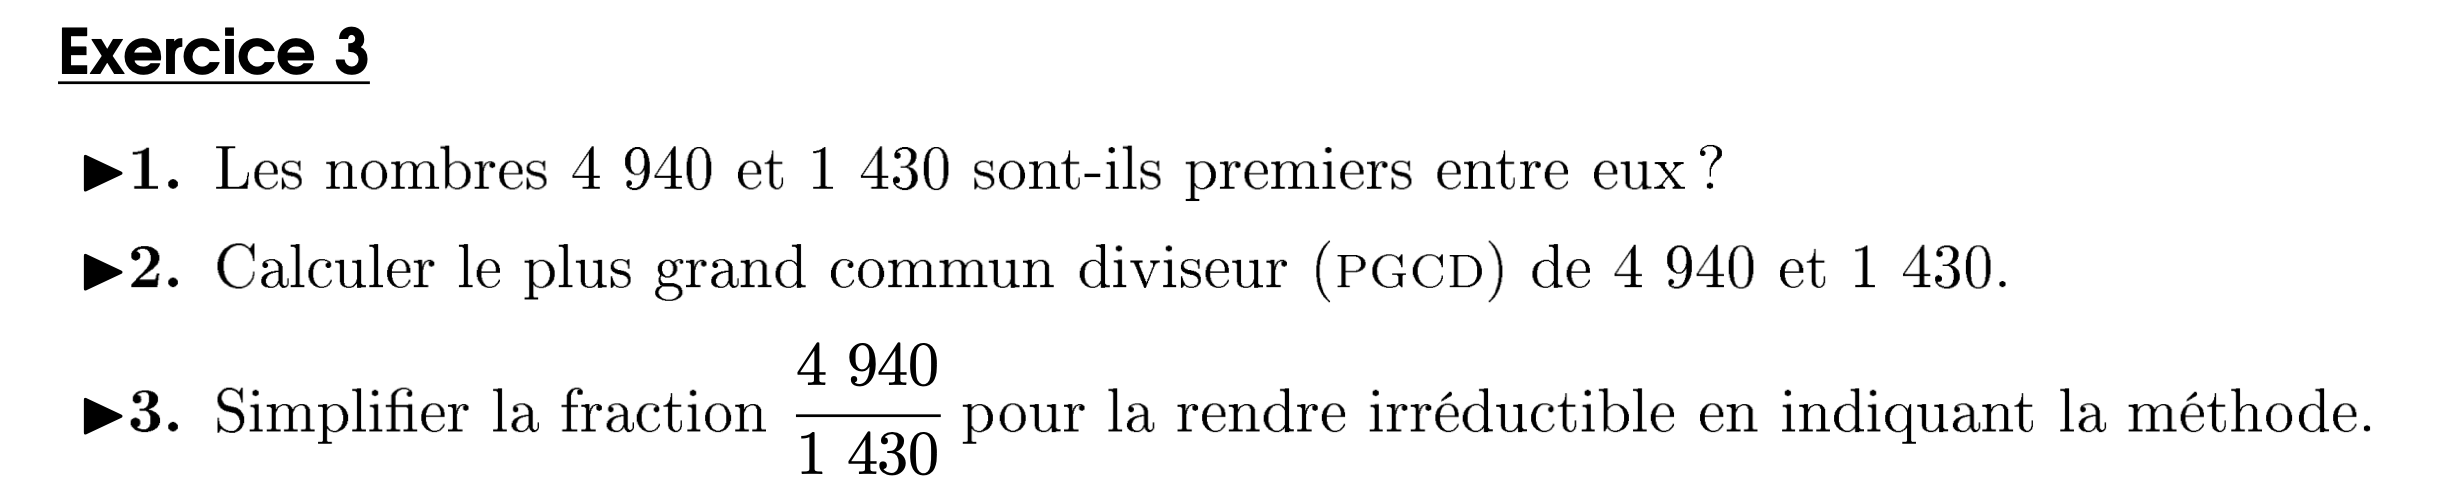 Exercice 3
►1. Les nombres 4 940 et 1 430 sont-ils premiers entre eux ?
►2. Calculer le plus grand commun diviseur (PGCD) de 4 940 et 1 430.
►3. Simplifier la fraction 4 940/1 430 pour la rendre irréductible en indiquant la méthode.